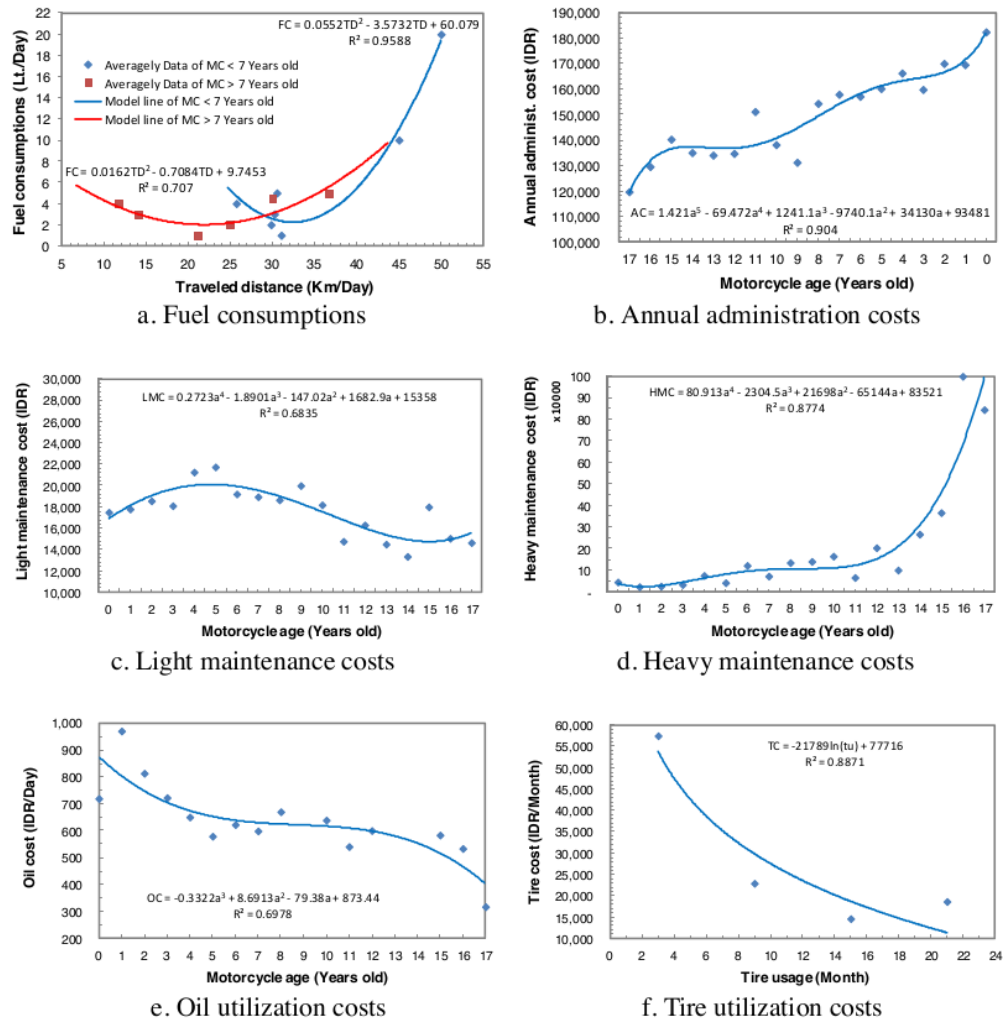 FC = 0.0552TD² - 3.5732TD + 60.079
R² = 0.9588
Averagely Data of MC < 7 Years old
Averagely Data of MC > 7 Years old
Model line of MC < 7 Years old
Model line of MC > 7 Years old
FC = 0.0162TD² - 0.7084TD + 9.7453
R² = 0.707
Fuel consumptions (Lt./Day)
22
20
18
16
14
12
10
8
6
4
2
0
5 10 15 20 25 30 35 40 45 50 55
Traveled distance (Km/Day)
a. Fuel consumptions
Annual administ. cost (IDR)
190,000
180,000
170,000
160,000
150,000
140,000
130,000
120,000
110,000
100,000
AC = 1.421a⁵ - 69.472a⁴ + 1241.1a³ - 9740.1a² + 34130a + 93481
R² = 0.904
17 16 15 14 13 12 11 10 9 8 7 6 5 4 3 2 1 0
Motorcycle age (Years old)
b. Annual administration costs
Light maintenance cost (IDR)
30,000
28,000
26,000
24,000
22,000
20,000
18,000
16,000
14,000
12,000
10,000
LMC = 0.2723a⁴ - 1.8901a³ - 147.02a² + 1682.9a + 15358
R² = 0.6835
0 1 2 3 4 5 6 7 8 9 10 11 12 13 14 15 16 17
Motorcycle age (Years old)
c. Light maintenance costs
Heavy maintenance cost (IDR)
x10000
100
90
80
70
60
50
40
30
20
10
-
HMC = 80.913a⁴ - 2304.5a³ + 21698a² - 65144a + 83521
R² = 0.8774
0 1 2 3 4 5 6 7 8 9 10 11 12 13 14 15 16 17
Motorcycle age (Years old)
d. Heavy maintenance costs
Oil cost (IDR/Day)
1,000
900
800
700
600
500
400
300
200
OC = -0.3322a³ + 8.6913a² - 79.38a + 873.44
R² = 0.6978
0 1 2 3 4 5 6 7 8 9 10 11 12 13 14 15 16 17
Motorcycle age (Years old)
e. Oil utilization costs
Tire cost (IDR/Month)
60,000
55,000
50,000
45,000
40,000
35,000
30,000
25,000
20,000
15,000
10,000
TC = -21789ln(tu) + 77716
R² = 0.8871
0 2 4 6 8 10 12 14 16 18 20 22 24
Tire usage (Month)
f. Tire utilization costs